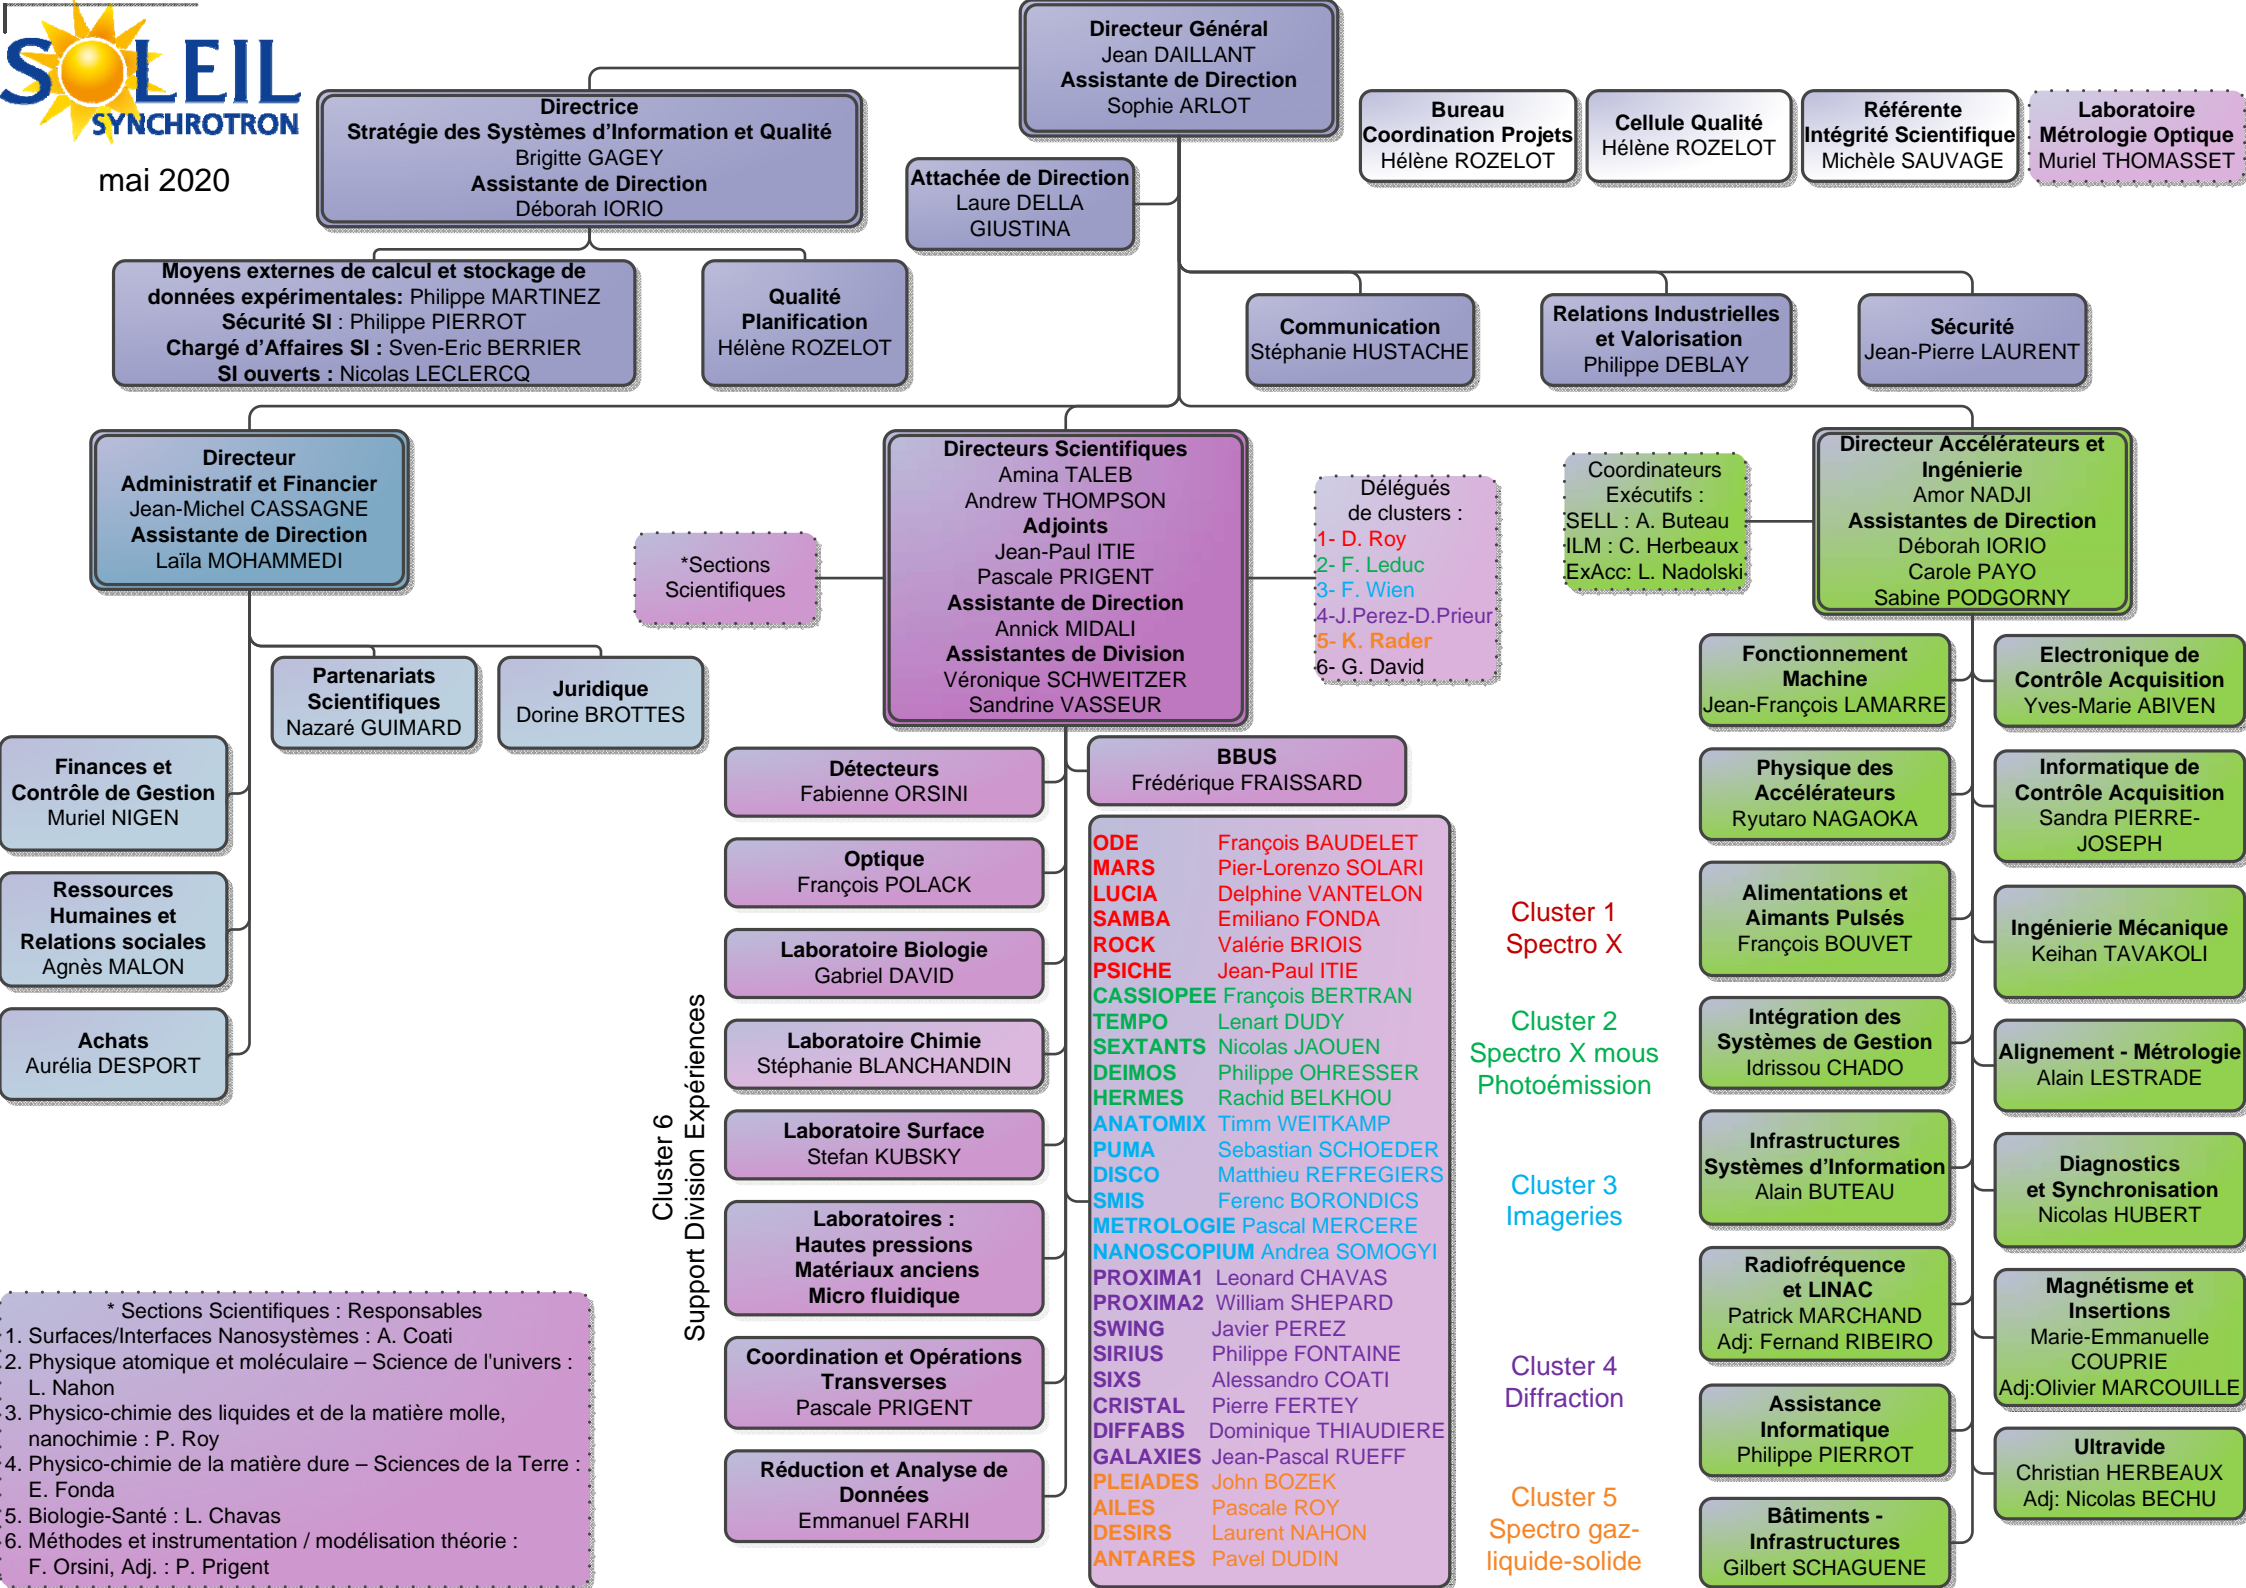 SOLEIL
SYNCHROTRON
mai 2020
Directeur Général
Jean DAILLANT
Assistante de Direction
Sophie ARLOT
Directrice
Stratégie des Systèmes d'Information et Qualité
Brigitte GAGEY
Assistante de Direction
Déborah IORIO
Attachée de Direction
Laure DELLA
GIUSTINA
Bureau
Coordination Projets
Hélène ROZELOT
Cellule Qualité
Hélène ROZELOT
Référente
Intégrité Scientifique
Michèle SAUVAGE
Laboratoire
Métrologie Optique
Muriel THOMASSET
Moyens externes de calcul et stockage de
données expérimentales: Philippe MARTINEZ
Sécurité SI : Philippe PIERROT
Chargé d'Affaires SI : Sven-Eric BERRIER
SI ouverts : Nicolas LECLERCQ
Qualité
Planification
Hélène ROZELOT
Communication
Stéphanie HUSTACHE
Relations Industrielles
et Valorisation
Philippe DEBLAY
Sécurité
Jean-Pierre LAURENT
Directeur
Administratif et Financier
Jean-Michel CASSAGNE
Assistante de Direction
Laïla MOHAMMEDI
*Sections
Scientifiques
Directeurs Scientifiques
Amina TALEB
Andrew THOMPSON
Adjoints
Jean-Paul ITIE
Pascale PRIGENT
Assistante de Direction
Annick MIDALI
Assistantes de Division
Véronique SCHWEITZER
Sandrine VASSEUR
Délégués
de clusters :
1- D. Roy
2- F. Leduc
3- F. Wien
4-J.Perez-D.Prieur
5- K. Rader
6- G. David
Coordinateurs
Exécutifs :
SELL : A. Buteau
ILM : C. Herbeaux
ExAcc: L. Nadolski
Directeur Accélérateurs et
Ingénierie
Amor NADJI
Assistantes de Direction
Déborah IORIO
Carole PAYO
Sabine PODGORNY
Partenariats
Scientifiques
Nazaré GUIMARD
Juridique
Dorine BROTTES
Finances et
Contrôle de Gestion
Muriel NIGEN
Ressources
Humaines et
Relations sociales
Agnès MALON
Achats
Aurélia DESPORT
Cluster 6
Support Division Expériences
Détecteurs
Fabienne ORSINI
Optique
François POLACK
Laboratoire Biologie
Gabriel DAVID
Laboratoire Chimie
Stéphanie BLANCHANDIN
Laboratoire Surface
Stefan KUBSKY
Laboratoires :
Hautes pressions
Matériaux anciens
Micro fluidique
Coordination et Opérations
Transverses
Pascale PRIGENT
Réduction et Analyse de
Données
Emmanuel FARHI
BBUS
Frédérique FRAISSARD
ODE François BAUDELET
MARS Pier-Lorenzo SOLARI
LUCIA Delphine VANTELON
SAMBA Emiliano FONDA
ROCK Valérie BRIOIS
PSICHE Jean-Paul ITIE
CASSIOPEE François BERTRAN
TEMPO Lenart DUDY
SEXTANTS Nicolas JAOUEN
DEIMOS Philippe OHRESSER
HERMES Rachid BELKHOU
ANATOMIX Timm WEITKAMP
PUMA Sebastian SCHOEDER
DISCO Matthieu REFREGIERS
SMIS Ferenc BORONDICS
METROLOGIE Pascal MERCERE
NANOSCOPIUM Andrea SOMOGYI
PROXIMA1 Leonard CHAVAS
PROXIMA2 William SHEPARD
SWING Javier PEREZ
SIRIUS Philippe FONTAINE
SIXS Alessandro COATI
CRISTAL Pierre FERTEY
DIFFABS Dominique THIAUDIERE
GALAXIES Jean-Pascal RUEFF
PLEIADES John BOZEK
AILES Pascale ROY
DESIRS Laurent NAHON
ANTARES Pavel DUDIN
Cluster 1
Spectro X
Cluster 2
Spectro X mous
Photoémission
Cluster 3
Imageries
Cluster 4
Diffraction
Cluster 5
Spectro gaz-
liquide-solide
Fonctionnement
Machine
Jean-François LAMARRE
Physique des
Accélérateurs
Ryutaro NAGAOKA
Alimentations et
Aimants Pulsés
François BOUVET
Intégration des
Systèmes de Gestion
Idrissou CHADO
Infrastructures
Systèmes d'Information
Alain BUTEAU
Radiofréquence
et LINAC
Patrick MARCHAND
Adj: Fernand RIBEIRO
Assistance
Informatique
Philippe PIERROT
Bâtiments -
Infrastructures
Gilbert SCHAGUENE
Electronique de
Contrôle Acquisition
Yves-Marie ABIVEN
Informatique de
Contrôle Acquisition
Sandra PIERRE-
JOSEPH
Ingénierie Mécanique
Keihan TAVAKOLI
Alignement - Métrologie
Alain LESTRADE
Diagnostics
et Synchronisation
Nicolas HUBERT
Magnétisme et
Insertions
Marie-Emmanuelle
COUPRIE
Adj:Olivier MARCOUILLE
Ultravide
Christian HERBEAUX
Adj: Nicolas BECHU
* Sections Scientifiques : Responsables
1. Surfaces/Interfaces Nanosystèmes : A. Coati
2. Physique atomique et moléculaire – Science de l'univers :
L. Nahon
3. Physico-chimie des liquides et de la matière molle,
nanochimie : P. Roy
4. Physico-chimie de la matière dure – Sciences de la Terre :
E. Fonda
5. Biologie-Santé : L. Chavas
6. Méthodes et instrumentation / modélisation théorie :
F. Orsini, Adj. : P. Prigent